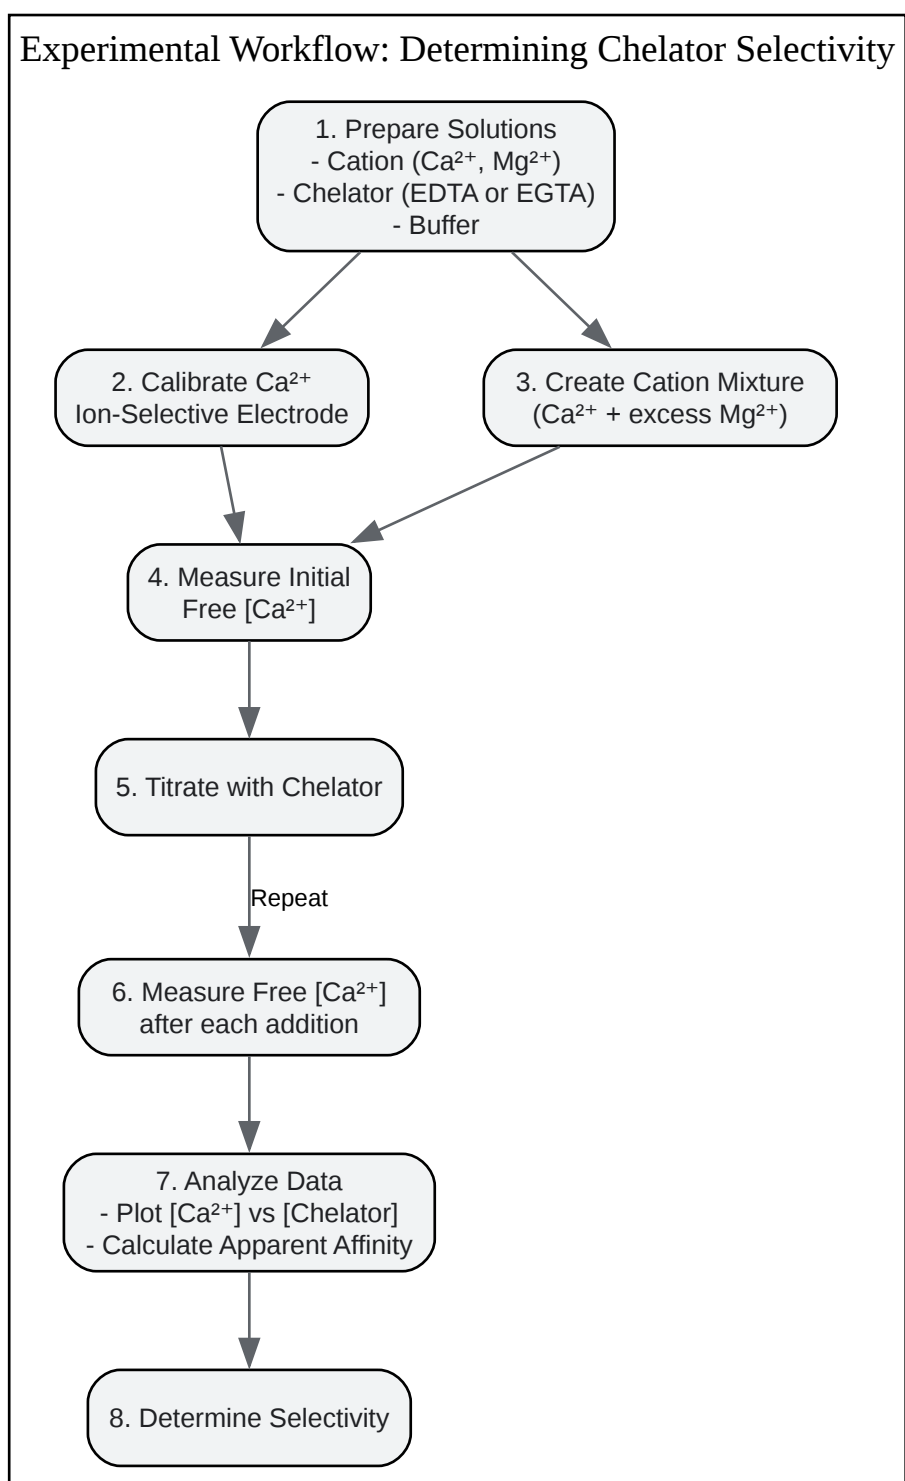 Experimental Workflow: Determining Chelator Selectivity
1. Prepare Solutions
- Cation (Ca²⁺, Mg²⁺)
- Chelator (EDTA or EGTA)
- Buffer
2. Calibrate Ca²⁺
Ion-Selective Electrode
3. Create Cation Mixture
(Ca²⁺ + excess Mg²⁺)
4. Measure Initial
Free [Ca²⁺]
5. Titrate with Chelator
Repeat
6. Measure Free [Ca²⁺]
after each addition
7. Analyze Data
- Plot [Ca²⁺] vs [Chelator]
- Calculate Apparent Affinity
8. Determine Selectivity